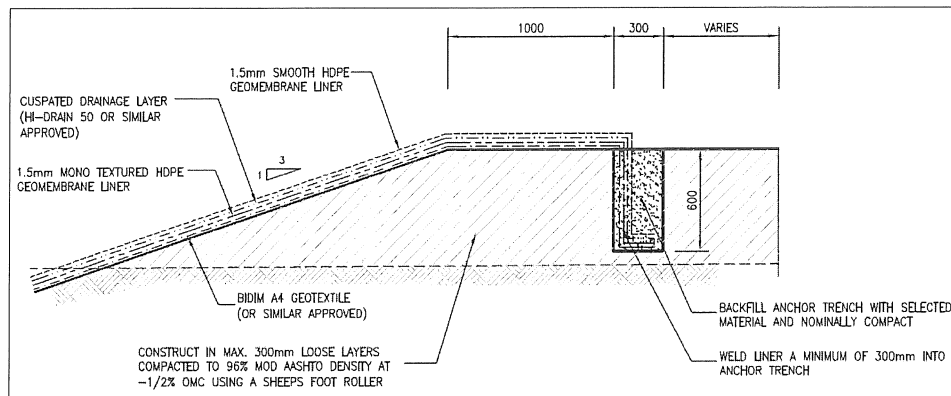 1000
300
VARIES
1.5mm SMOOTH HDPE
GEOMEMBRANE LINER
CUSPATED DRAINAGE LAYER
(HI-DRAIN 50 OR SIMILAR
APPROVED)
3
1
1.5mm MONO TEXTURED HDPE
GEOMEMBRANE LINER
600
BIDIM A4 GEOTEXTILE
(OR SIMILAR APPROVED)
BACKFILL ANCHOR TRENCH WITH SELECTED
MATERIAL AND NOMINALLY COMPACT
CONSTRUCT IN MAX. 300mm LOOSE LAYERS
COMPACTED TO 96% MOD AASHTO DENSITY AT
-1/2% OMC USING A SHEEPS FOOT ROLLER
WELD LINER A MINIMUM OF 300mm INTO
ANCHOR TRENCH